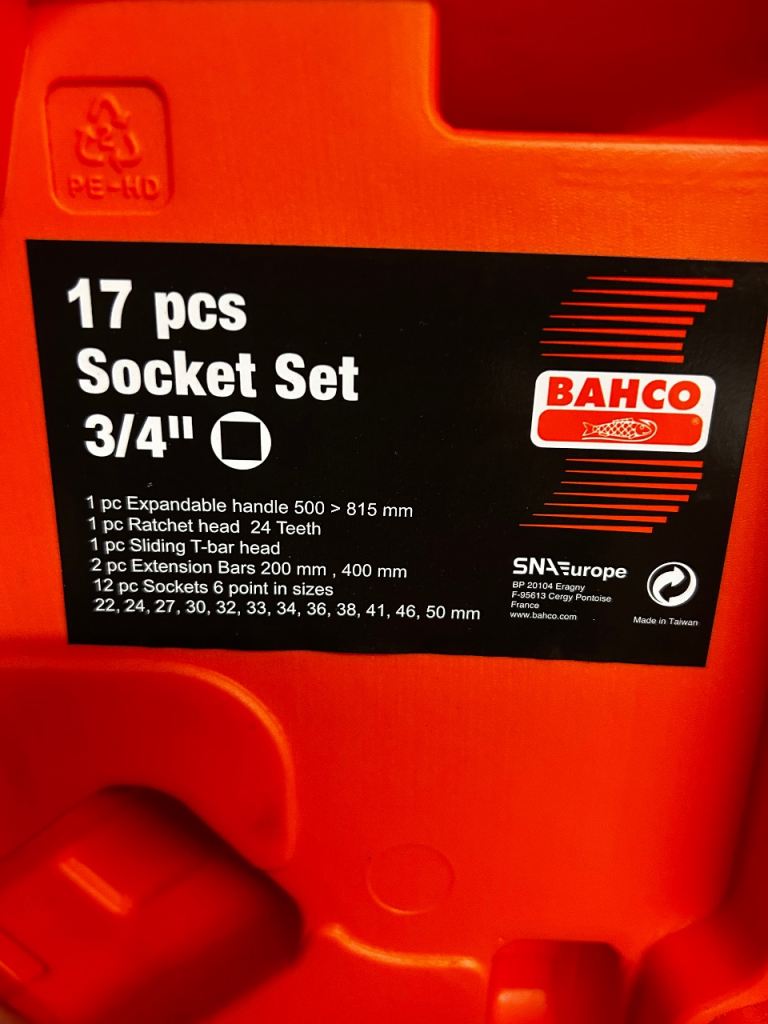 2
PE-HD
17 pcs
Socket Set
3/4"
1 pc Expandable handle 500 > 815 mm
1 pc Ratchet head 24 Teeth
1 pc Sliding T-bar head
2 pc Extension Bars 200 mm , 400 mm
12 pc Sockets 6 point in sizes
22, 24, 27, 30, 32, 33, 34, 36, 38, 41, 46, 50 mm
BAHCO
®
SNA Europe
BP 20104 Eragny
F-95613 Cergy Pontoise
France
www.bahco.com
Made in Taiwan